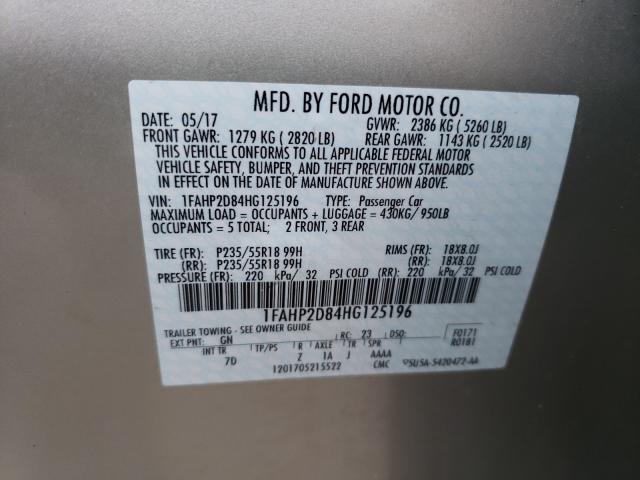 MFD. BY FORD MOTOR CO.
DATE: 05/17 GVWR: 2386 KG ( 5260 LB)
FRONT GAWR: 1279 KG ( 2820 LB) REAR GAWR: 1143 KG ( 2520 LB)
THIS VEHICLE CONFORMS TO ALL APPLICABLE FEDERAL MOTOR
VEHICLE SAFETY, BUMPER, AND THEFT PREVENTION STANDARDS
IN EFFECT ON THE DATE OF MANUFACTURE SHOWN ABOVE.
VIN: 1FAHP2D84HG125196 TYPE: Passenger Car
MAXIMUM LOAD = OCCUPANTS + LUGGAGE = 430KG/ 950LB
OCCUPANTS = 5 TOTAL; 2 FRONT, 3 REAR
TIRE (FR): P235/55R18 99H RIMS (FR): 18X8.0J
(RR): P235/55R18 99H (RR): 18X8.0J
PRESSURE (FR): 220 kPa/ 32 PSI COLD (RR): 220 kPa/ 32 PSI COLD
1FAHP2D84HG125196
TRAILER TOWING - SEE OWNER GUIDE
EXT PNT: GN RC: 23 DSO: F0171
INT TR TP/PS R AXLE TR SPR R0181
7D Z 1A J AAAA
1201705215522 CMC 5U5A-5420472-AA